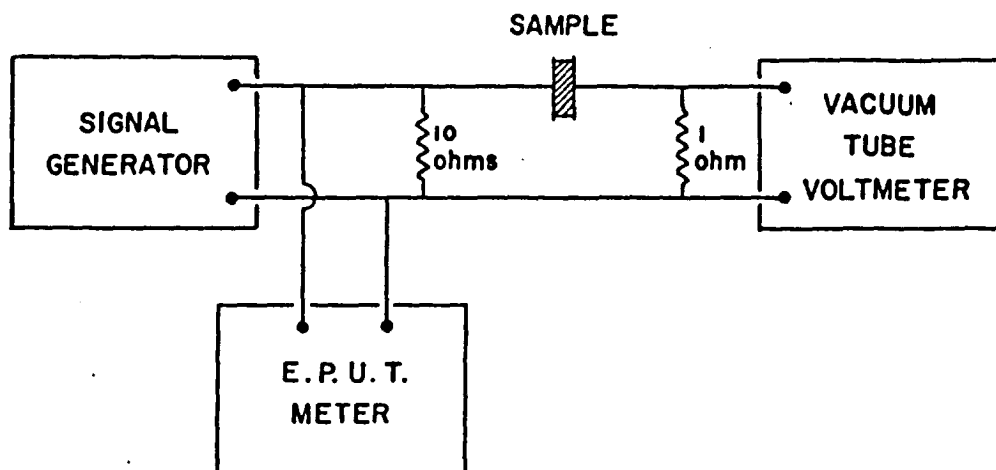 SAMPLE
SIGNAL
GENERATOR
10
ohms
1
ohm
VACUUM
TUBE
VOLTMETER
E.P.U.T.
METER